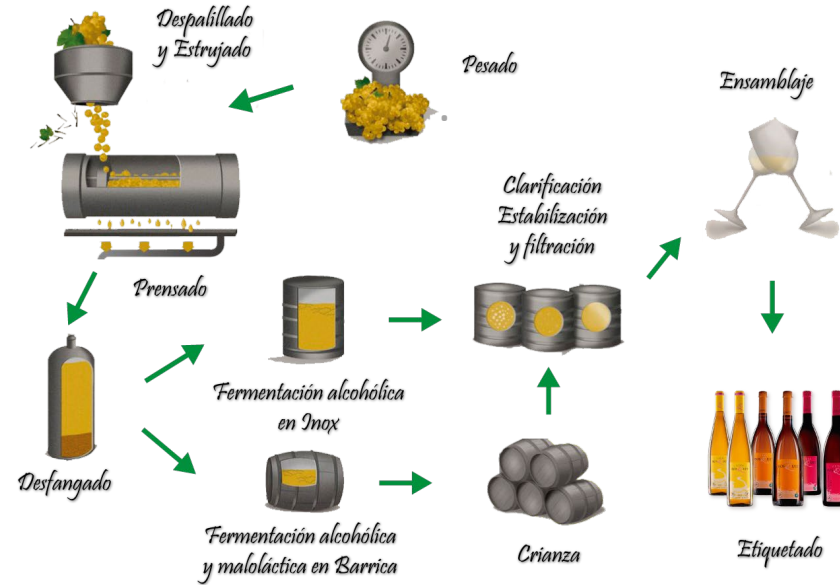 Despalillado
y Estrujado
Pesado
Ensamblaje
Clarificación
Estabilización
y filtración
Prensado
Fermentación alcohólica
en Inox
Desfangado
Fermentación alcohólica
y maloláctica en Barrica
Crianza
Etiquetado